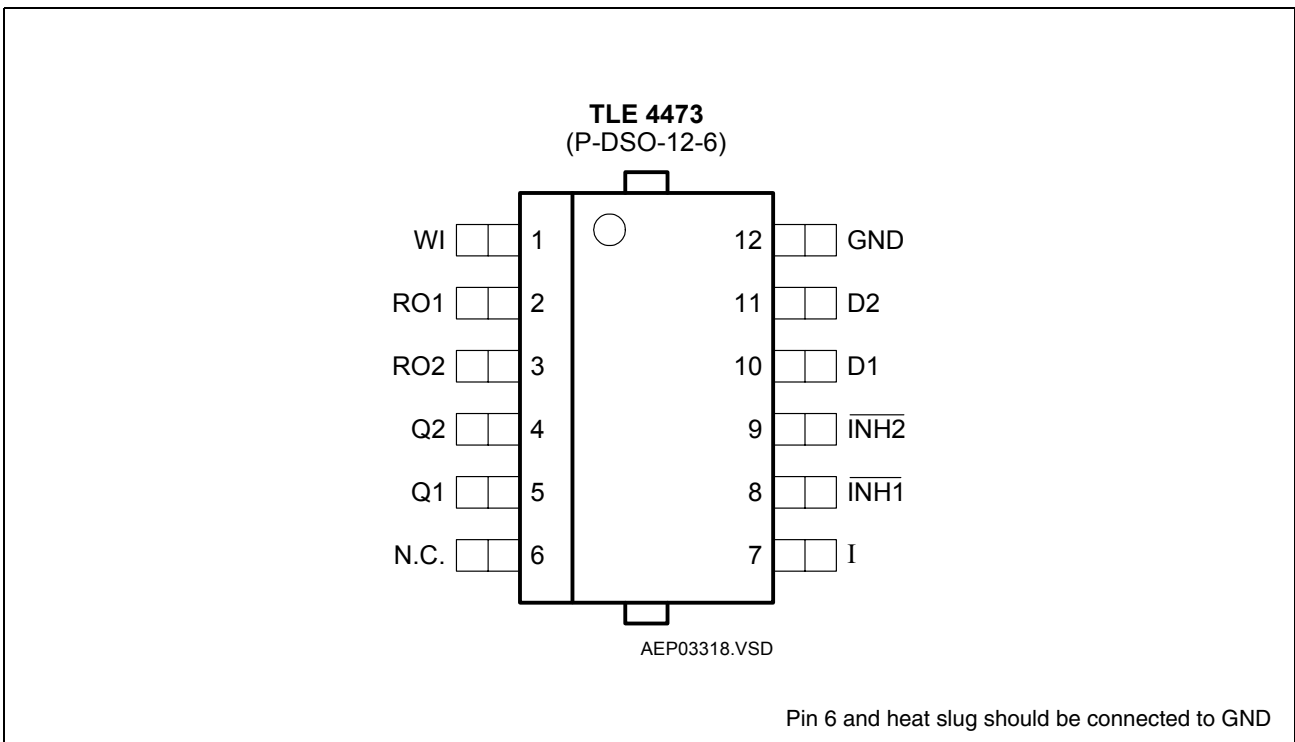 TLE 4473
(P-DSO-12-6)
WI 1 12 GND
RO1 2 11 D2
RO2 3 10 D1
Q2 4 9 INH2
Q1 5 8 INH1
N.C. 6 7 I
AEP03318.VSD
Pin 6 and heat slug should be connected to GND